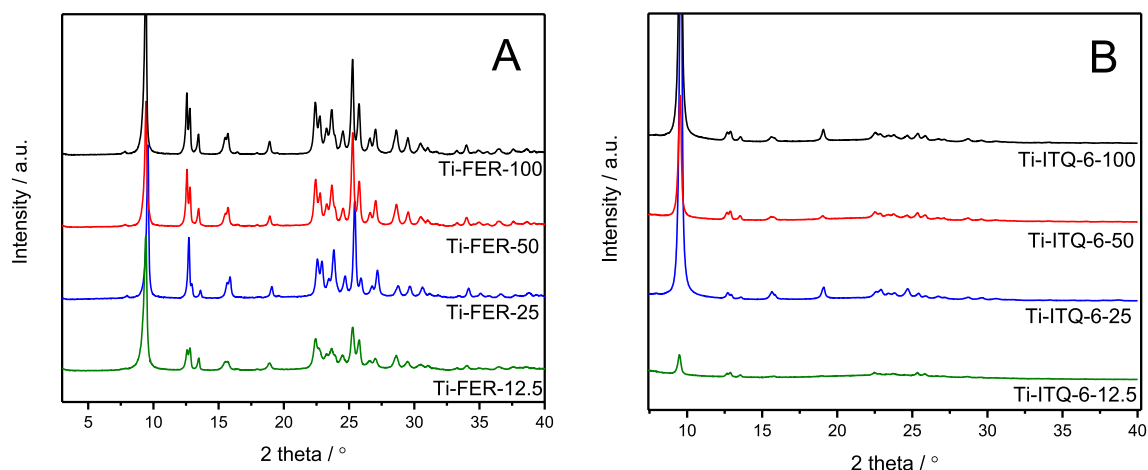 A
Intensity / a.u.
Ti-FER-100
Ti-FER-50
Ti-FER-25
Ti-FER-12.5
5 10 15 20 25 30 35 40
2 theta / °
B
Intensity / a.u.
Ti-ITQ-6-100
Ti-ITQ-6-50
Ti-ITQ-6-25
Ti-ITQ-6-12.5
10 15 20 25 30 35 40
2 theta / °